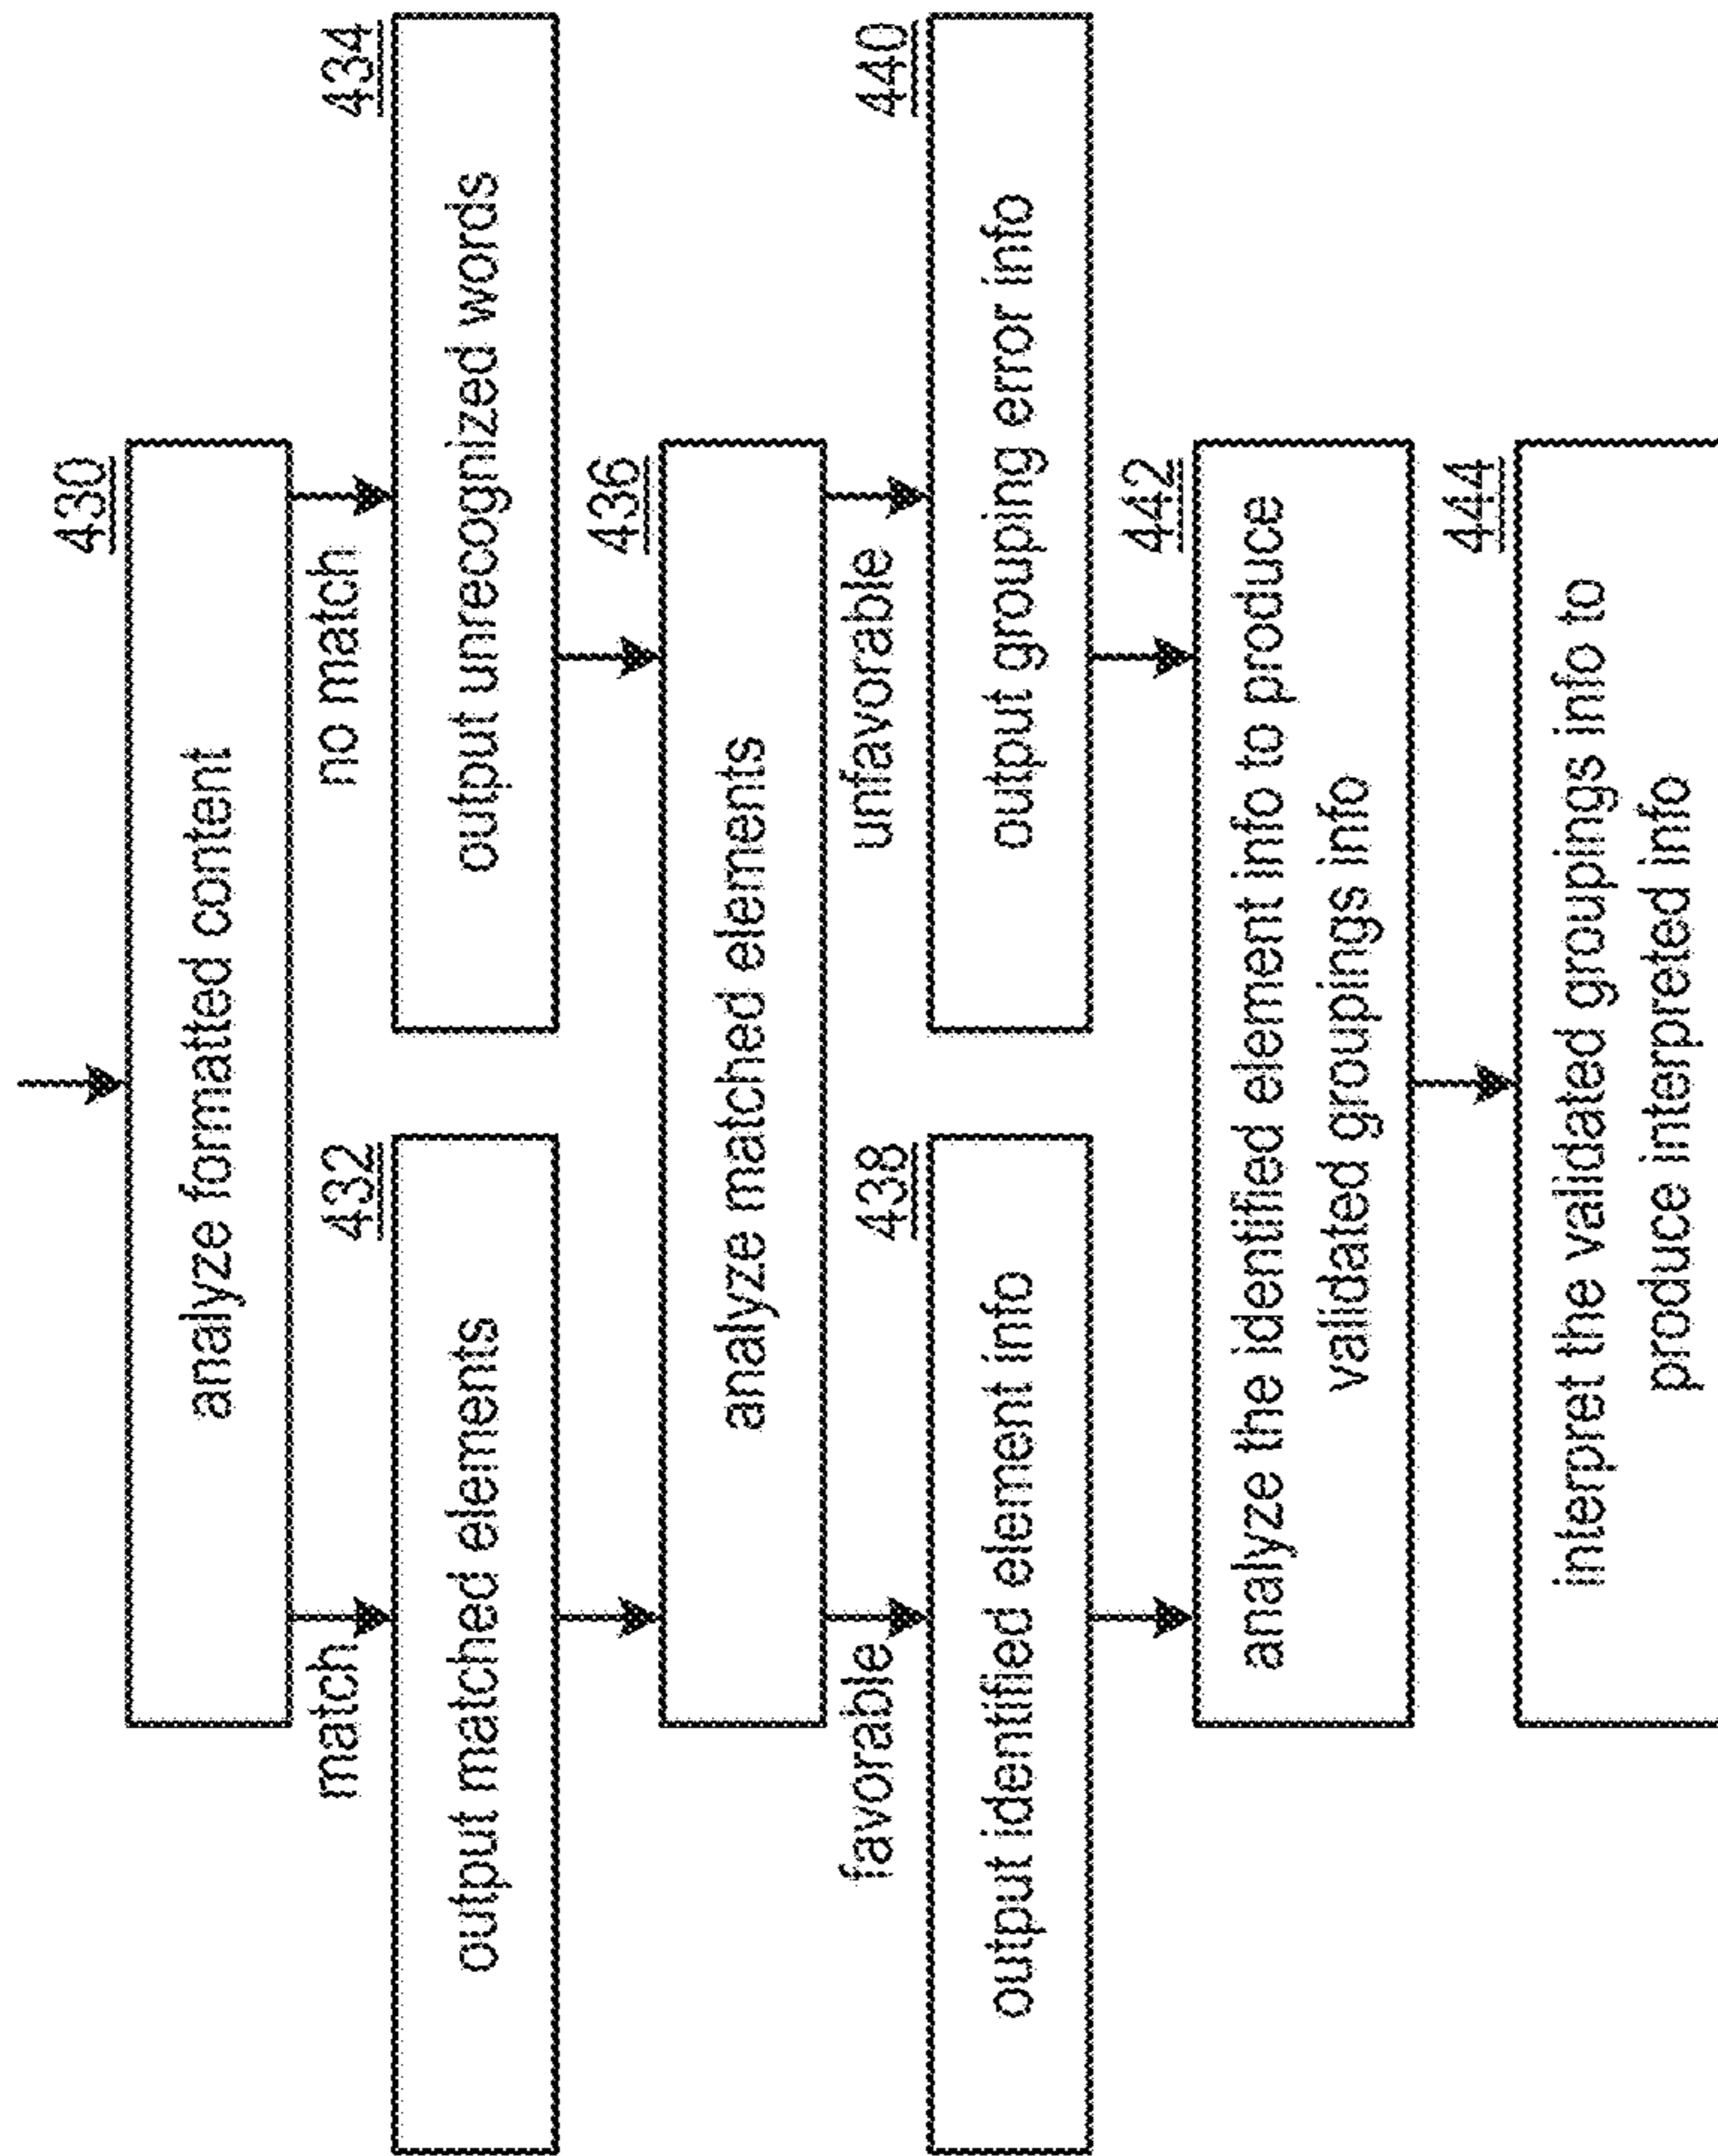 430
analyze formatted content
match
no match
432
434
output matched elements
output unrecognized words
436
analyze matched elements
favorable
unfavorable
438
440
output identified element info
output grouping error info
442
analyze the identified element info to produce
validated groupings info
444
interpret the validated groupings info to
produce interpreted info